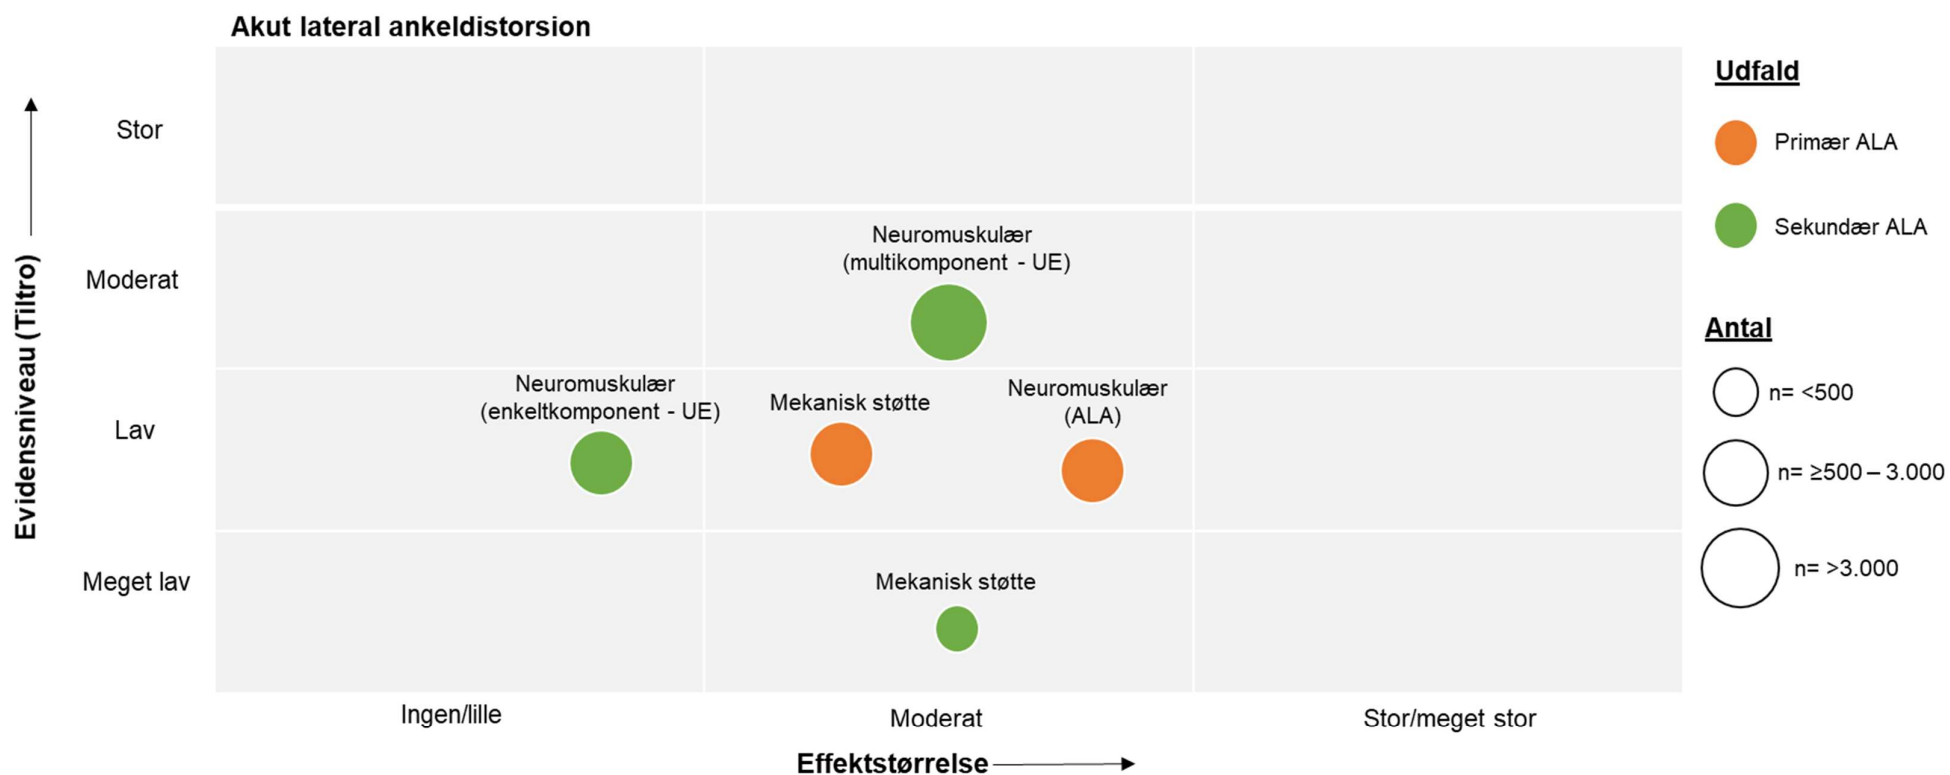 Akut lateral ankeldistorsion
Evidensniveau (Tiltro)
Stor
Moderat
Lav
Meget lav
Neuromuskulær
(multikomponent - UE)
Neuromuskulær
(enkeltkomponent - UE)
Mekanisk støtte
Neuromuskulær
(ALA)
Mekanisk støtte
Ingen/lille
Moderat
Stor/meget stor
Effektstørrelse
Udfald
Primær ALA
Sekundær ALA
Antal
n= <500
n= ≥500 – 3.000
n= >3.000